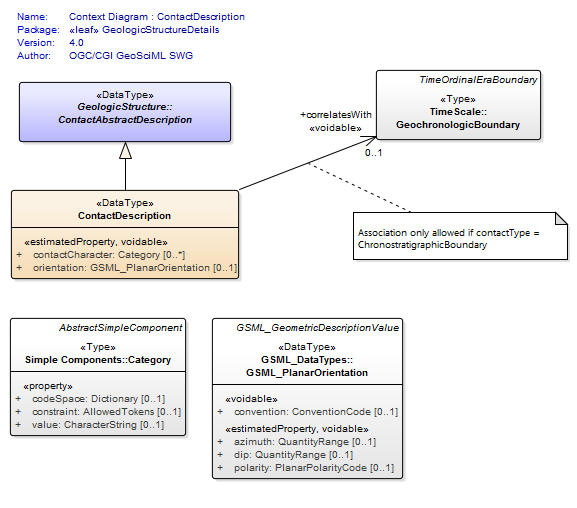 Name: Context Diagram : ContactDescription
Package: «leaf» GeologicStructureDetails
Version: 4.0
Author: OGC/CGI GeoSciML SWG
«DataType»
GeologicStructure::
ContactAbstractDescription
TimeOrdinalEraBoundary
«Type»
TimeScale::
GeochronologicBoundary
+correlatesWith
«voidable»
0..1
«DataType»
ContactDescription
«estimatedProperty, voidable»
+ contactCharacter: Category [0..*]
+ orientation: GSML_PlanarOrientation [0..1]
Association only allowed if contactType =
ChronostratigraphicBoundary
AbstractSimpleComponent
«Type»
Simple Components::Category
«property»
+ codeSpace: Dictionary [0..1]
+ constraint: AllowedTokens [0..1]
+ value: CharacterString [0..1]
GSML_GeometricDescriptionValue
«DataType»
GSML_DataTypes::
GSML_PlanarOrientation
«voidable»
+ convention: ConventionCode [0..1]
«estimatedProperty, voidable»
+ azimuth: QuantityRange [0..1]
+ dip: QuantityRange [0..1]
+ polarity: PlanarPolarityCode [0..1]